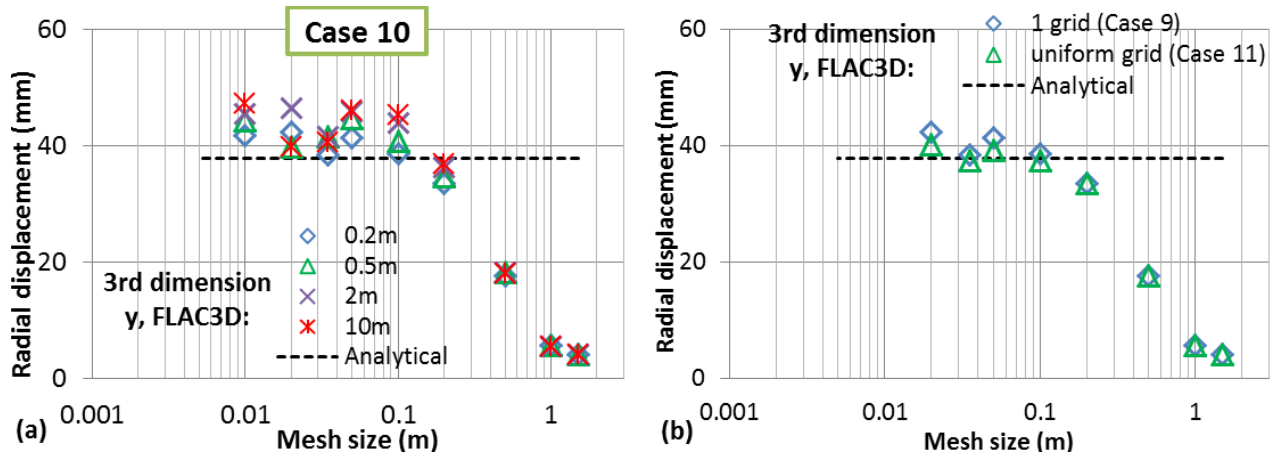 Case 10
Radial displacement (mm)
60
40
20
0
0.001
0.01
0.1
1
Mesh size (m)
3rd dimension
y, FLAC3D:
0.2m
0.5m
2m
10m
Analytical
(a)
3rd dimension
y, FLAC3D:
1 grid (Case 9)
uniform grid (Case 11)
Analytical
Radial displacement (mm)
60
40
20
0
0.001
0.01
0.1
1
Mesh size (m)
(b)